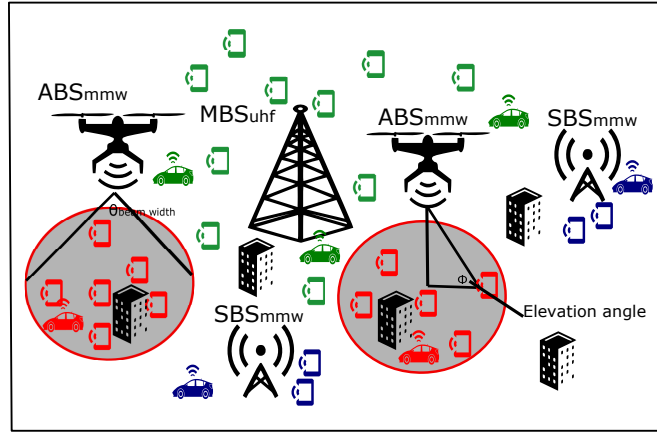 ABSmmw
MBSuhf
ABSmmw
SBSmmw
Θbeam width
Φ
Elevation angle
SBSmmw